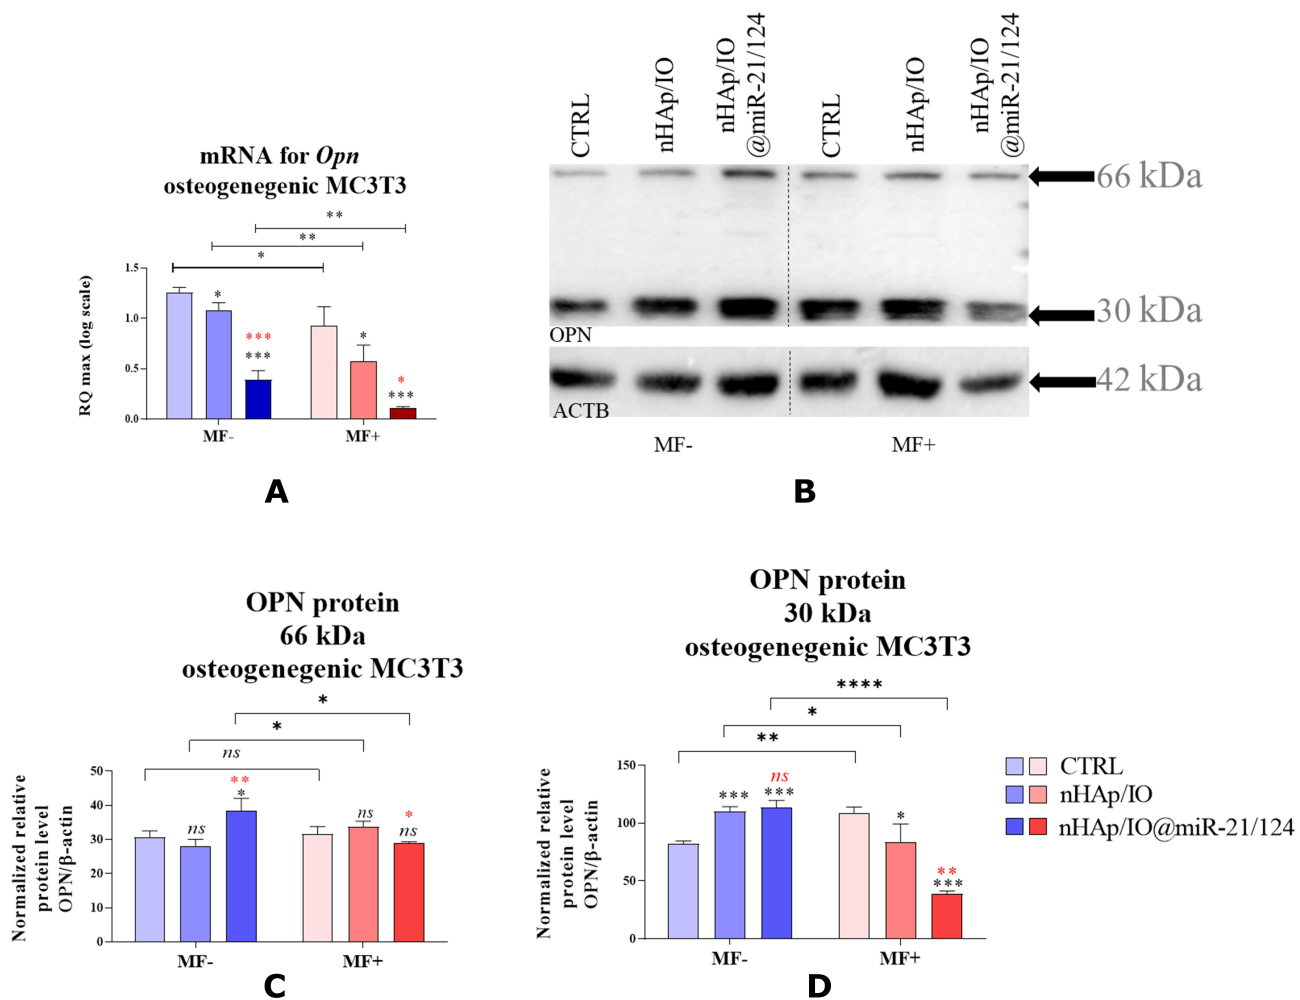 mRNA for Opn
osteogenegenic MC3T3
**
**
*
RQ max (log scale)
1.5
1.0
0.5
0.0
*
***
***
*
*
***
MF-
MF+
A
CTRL
nHAp/IO
nHAp/IO
@miR-21/124
CTRL
nHAp/IO
nHAp/IO
@miR-21/124
66 kDa
30 kDa
OPN
42 kDa
ACTB
MF-
MF+
B
OPN protein
66 kDa
osteogenegenic MC3T3
*
*
ns
Normalized relative
protein level
OPN/β-actin
50
40
30
20
10
0
ns
**
*
ns
*
ns
MF-
MF+
C
OPN protein
30 kDa
osteogenegenic MC3T3
****
*
**
Normalized relative
protein level
OPN/β-actin
150
100
50
0
***
ns
***
*
**
***
MF-
MF+
D
CTRL
nHAp/IO
nHAp/IO@miR-21/124